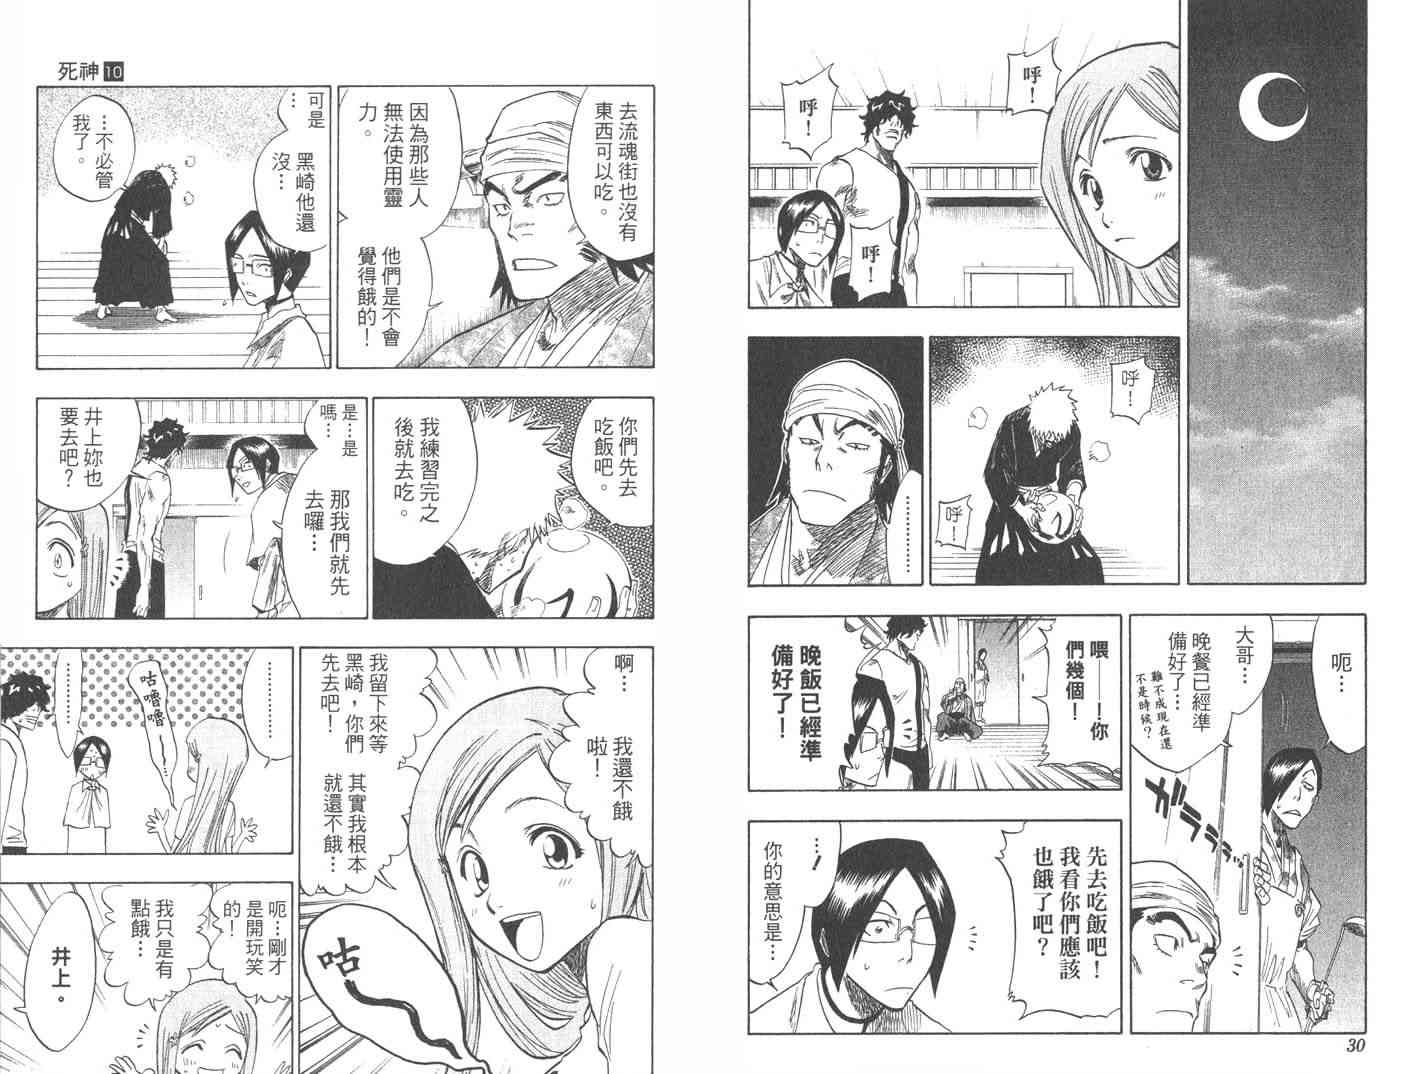 呼！
呼！
呼！
呼！
呼！
…………
呃…
大哥…
晚餐已經準
備好了…
難不成現在還
不是時候？
ガラララ
喂——！你
們幾個！
晚飯已經準
備好了！
先去吃飯吧！
我看你們應該
也餓了吧？
…！
你的意思是…
30
死神10
去流魂街也沒有
東西可以吃。
因為那些人
無法使用靈
力。
他們是不會
覺得餓的！
可是
…
黑崎他還
沒…
…不必管
我了。
你們先去
吃飯吧。
我練習完之
後就去吃。
是…是
嗎…
那我們就先
去囉…
井上妳也
要去吧？
啊…
我還不餓
啦！
我留下來等
黑崎，你們
先去吧！
其實我根本
就還不餓…
咕
…………
咕嚕嚕…
…………
呃…剛才
是開玩笑
的！
我只是有
點餓…
井上。